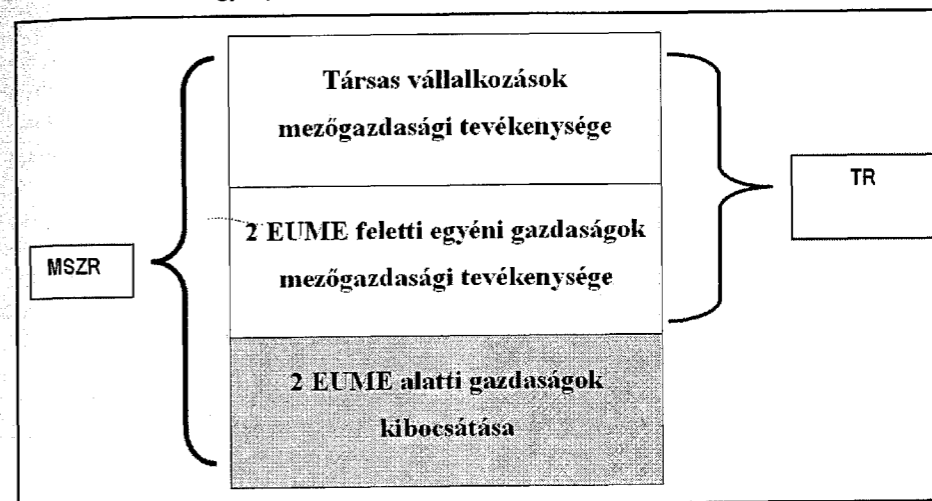 Társas vállalkozások
mezőgazdasági tevékenysége
TR
2 EUME feletti egyéni gazdaságok
mezőgazdasági tevékenysége
MSZR
2 EUME alatti gazdaságok
kibocsátása